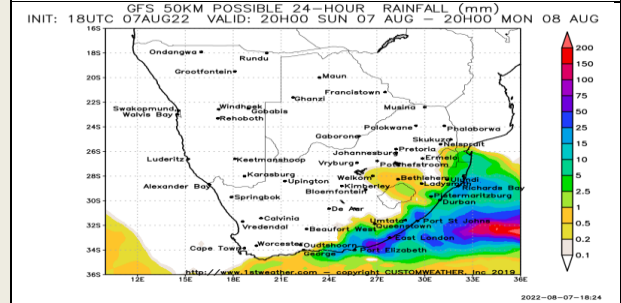 GFS 50KM POSSIBLE 24-HOUR RAINFALL (mm)
INIT: 18UTC 07AUG22 VALID: 20H00 SUN 07 AUG – 20H00 MON 08 AUG
16S
18S
20S
22S
24S
26S
28S
30S
32S
34S
36S
12E 15E 18E 21E 24E 27E 30E 33E 36E
Ondangwa
Rundu
Grootfontein
Maun
Francistown
Ghanzi
Musina
Swakopmund
Walvis Bay
Windhoek
Gobabis
Rehoboth
Polokwane
Phalaborwa
Gaborone
Skukuza
Nelspruit
Pretoria
Johannesburg
Ermelo
Luderitz
Keetmanshoop
Vryburg
Potchefstroom
Karasburg
Upington
Welkom
Bethlehem
Ulundi
Alexander Bay
Kimberley
Ladysmith
Richards Bay
Springbok
Bloemfontein
Pietermaritzburg
Durban
De Aar
Calvinia
Vredendal
Umtata
Port St Johns
Queenstown
Beaufort West
East London
Cape Town
Worcester
Oudtshoorn
George
Port Elizabeth
http://www.1stweather.com – copyright CUSTOMWEATHER, Inc 2019
200
150
100
75
50
25
15
10
5
2.5
1
0.5
0.2
0.1
2022-08-07-18:24